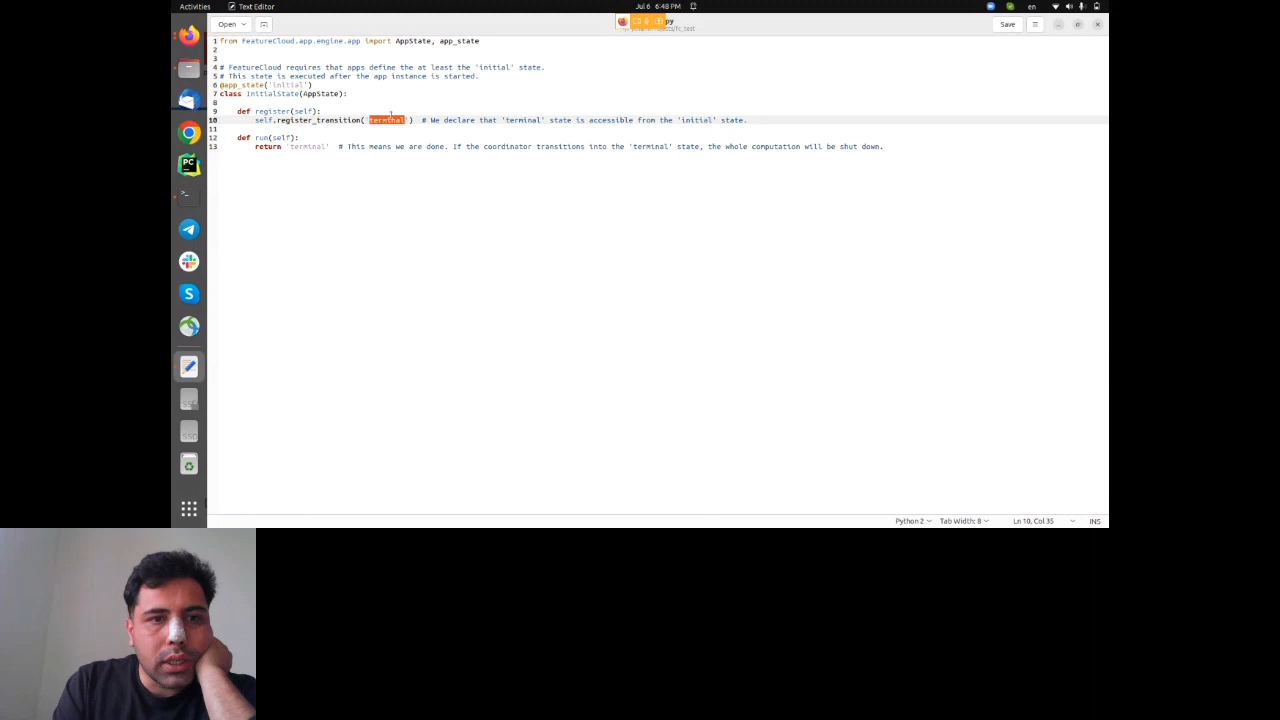 Activities
Text Editor
Jul 6 6:48 PM
en
Open
py
fc_test
Save
1 from FeatureCloud.app.engine.app import AppState, app_state
2
3
4 # FeatureCloud requires that apps define the at least the 'initial' state.
5 # This state is executed after the app instance is started.
6 @app_state('initial')
7 class InitialState(AppState):
8
9 def register(self):
10 self.register_transition('terminal') # We declare that 'terminal' state is accessible from the 'initial' state.
11
12 def run(self):
13 return 'terminal' # This means we are done. If the coordinator transitions into the 'terminal' state, the whole computation will be shut down.
PC
S
Python 2 Tab Width: 8 Ln 10, Col 35 INS